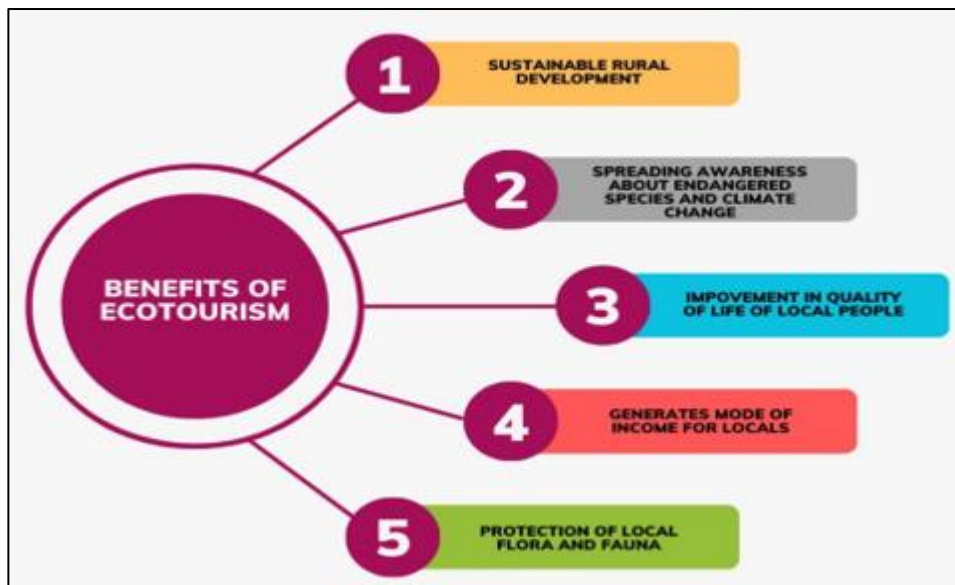 BENEFITS OF
ECOTOURISM
1
SUSTAINABLE RURAL
DEVELOPMENT
2
SPREADING AWARENESS
ABOUT ENDANGERED
SPECIES AND CLIMATE
CHANGE
3
IMPOVEMENT IN QUALITY
OF LIFE OF LOCAL PEOPLE
4
GENERATES MODE OF
INCOME FOR LOCALS
5
PROTECTION OF LOCAL
FLORA AND FAUNA